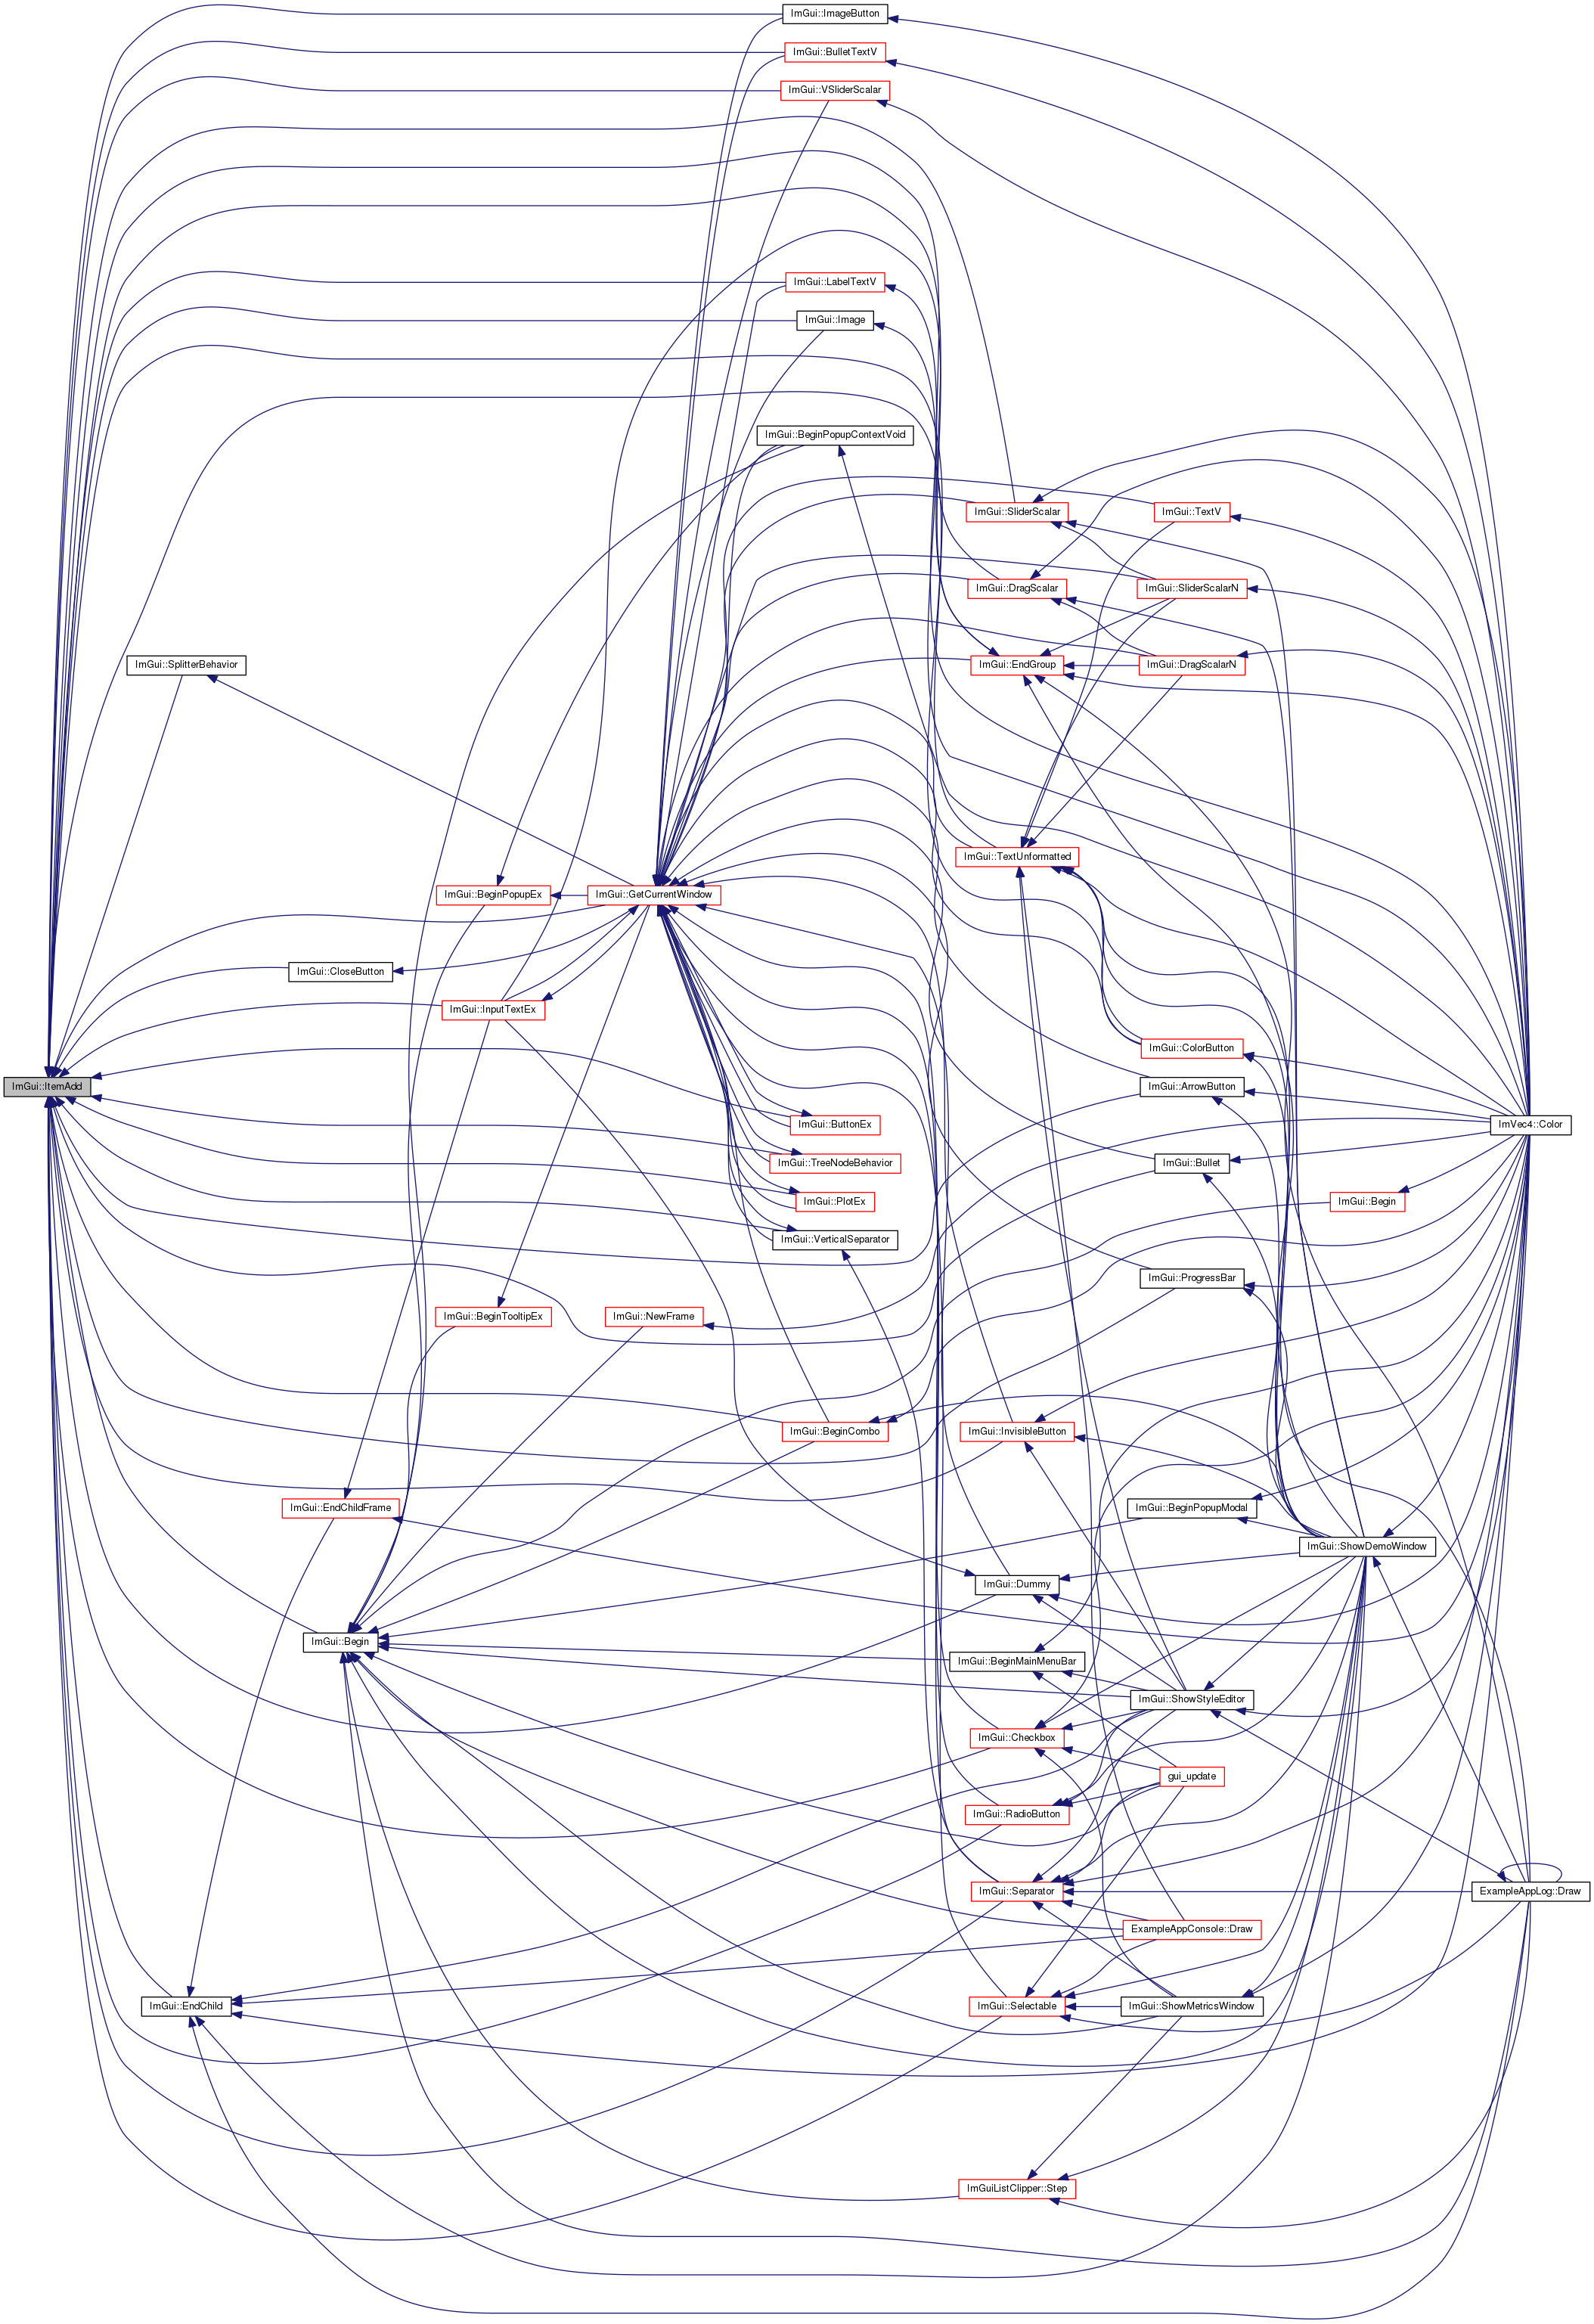 ImGui::ImageButton
ImGui::BulletTextV
ImGui::VSliderScalar
ImGui::LabelTextV
ImGui::Image
ImGui::BeginPopupContextVoid
ImGui::SliderScalar
ImGui::TextV
ImGui::DragScalar
ImGui::SliderScalarN
ImGui::SplitterBehavior
ImGui::EndGroup
ImGui::DragScalarN
ImGui::TextUnformatted
ImGui::BeginPopupEx
ImGui::GetCurrentWindow
ImGui::CloseButton
ImGui::InputTextEx
ImGui::ColorButton
ImGui::ItemAdd
ImGui::ArrowButton
ImGui::ButtonEx
ImVec4::Color
ImGui::TreeNodeBehavior
ImGui::Bullet
ImGui::PlotEx
ImGui::Begin
ImGui::VerticalSeparator
ImGui::ProgressBar
ImGui::BeginTooltipEx
ImGui::NewFrame
ImGui::BeginCombo
ImGui::InvisibleButton
ImGui::EndChildFrame
ImGui::BeginPopupModal
ImGui::ShowDemoWindow
ImGui::Dummy
ImGui::Begin
ImGui::BeginMainMenuBar
ImGui::ShowStyleEditor
ImGui::Checkbox
gui_update
ImGui::RadioButton
ImGui::Separator
ExampleAppLog::Draw
ExampleAppConsole::Draw
ImGui::EndChild
ImGui::Selectable
ImGui::ShowMetricsWindow
ImGuiListClipper::Step